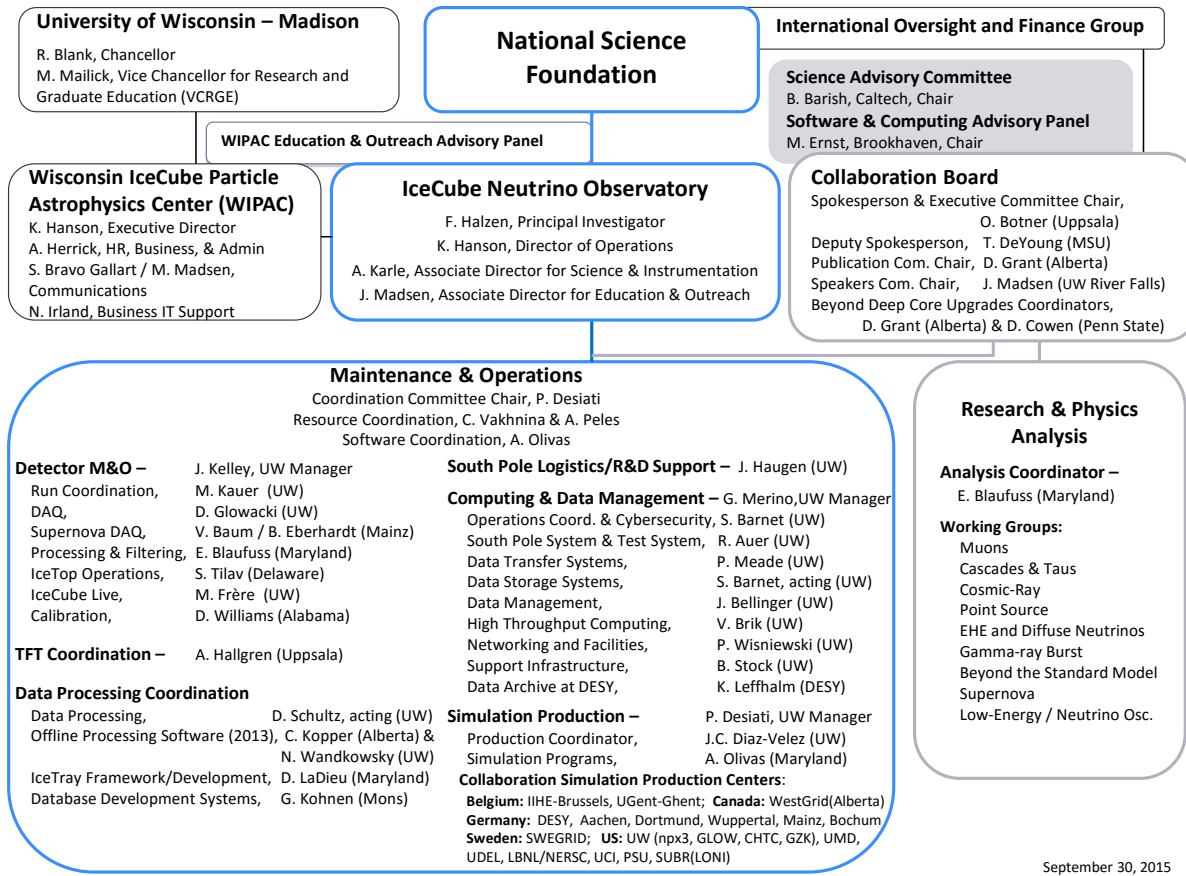 University of Wisconsin – Madison
R. Blank, Chancellor
M. Mailick, Vice Chancellor for Research and
Graduate Education (VCRGE)
National Science
Foundation
International Oversight and Finance Group
Science Advisory Committee
B. Barish, Caltech, Chair
Software & Computing Advisory Panel
M. Ernst, Brookhaven, Chair
WIPAC Education & Outreach Advisory Panel
Wisconsin IceCube Particle
Astrophysics Center (WIPAC)
K. Hanson, Executive Director
A. Herrick, HR, Business, & Admin
S. Bravo Gallart / M. Madsen,
Communications
N. Irland, Business IT Support
IceCube Neutrino Observatory
F. Halzen, Principal Investigator
K. Hanson, Director of Operations
A. Karle, Associate Director for Science & Instrumentation
J. Madsen, Associate Director for Education & Outreach
Collaboration Board
Spokesperson & Executive Committee Chair,
O. Botner (Uppsala)
Deputy Spokesperson, T. DeYoung (MSU)
Publication Com. Chair, D. Grant (Alberta)
Speakers Com. Chair, J. Madsen (UW River Falls)
Beyond Deep Core Upgrades Coordinators,
D. Grant (Alberta) & D. Cowen (Penn State)
Maintenance & Operations
Coordination Committee Chair, P. Desiati
Resource Coordination, C. Vakhnina & A. Peles
Software Coordination, A. Olivas
Detector M&O – J. Kelley, UW Manager
Run Coordination, M. Kauer (UW)
DAQ, D. Glowacki (UW)
Supernova DAQ, V. Baum / B. Eberhardt (Mainz)
Processing & Filtering, E. Blaufuss (Maryland)
IceTop Operations, S. Tilav (Delaware)
IceCube Live, M. Frère (UW)
Calibration, D. Williams (Alabama)
TFT Coordination – A. Hallgren (Uppsala)
Data Processing Coordination
Data Processing, D. Schultz, acting (UW)
Offline Processing Software (2013), C. Kopper (Alberta) &
N. Wandkowsky (UW)
IceTray Framework/Development, D. LaDieu (Maryland)
Database Development Systems, G. Kohnen (Mons)
South Pole Logistics/R&D Support – J. Haugen (UW)
Computing & Data Management – G. Merino,UW Manager
Operations Coord. & Cybersecurity, S. Barnet (UW)
South Pole System & Test System, R. Auer (UW)
Data Transfer Systems, P. Meade (UW)
Data Storage Systems, S. Barnet, acting (UW)
Data Management, J. Bellinger (UW)
High Throughput Computing, V. Brik (UW)
Networking and Facilities, P. Wisniewski (UW)
Support Infrastructure, B. Stock (UW)
Data Archive at DESY, K. Leffhalm (DESY)
Simulation Production – P. Desiati, UW Manager
Production Coordinator, J.C. Diaz-Velez (UW)
Simulation Programs, A. Olivas (Maryland)
Collaboration Simulation Production Centers:
Belgium: IIHE-Brussels, UGent-Ghent; Canada: WestGrid(Alberta)
Germany: DESY, Aachen, Dortmund, Wuppertal, Mainz, Bochum
Sweden: SWEGRID; US: UW (npx3, GLOW, CHTC, GZK), UMD,
UDEL, LBNL/NERSC, UCI, PSU, SUBR(LONI)
Research & Physics
Analysis
Analysis Coordinator –
E. Blaufuss (Maryland)
Working Groups:
Muons
Cascades & Taus
Cosmic-Ray
Point Source
EHE and Diffuse Neutrinos
Gamma-ray Burst
Beyond the Standard Model
Supernova
Low-Energy / Neutrino Osc.
September 30, 2015